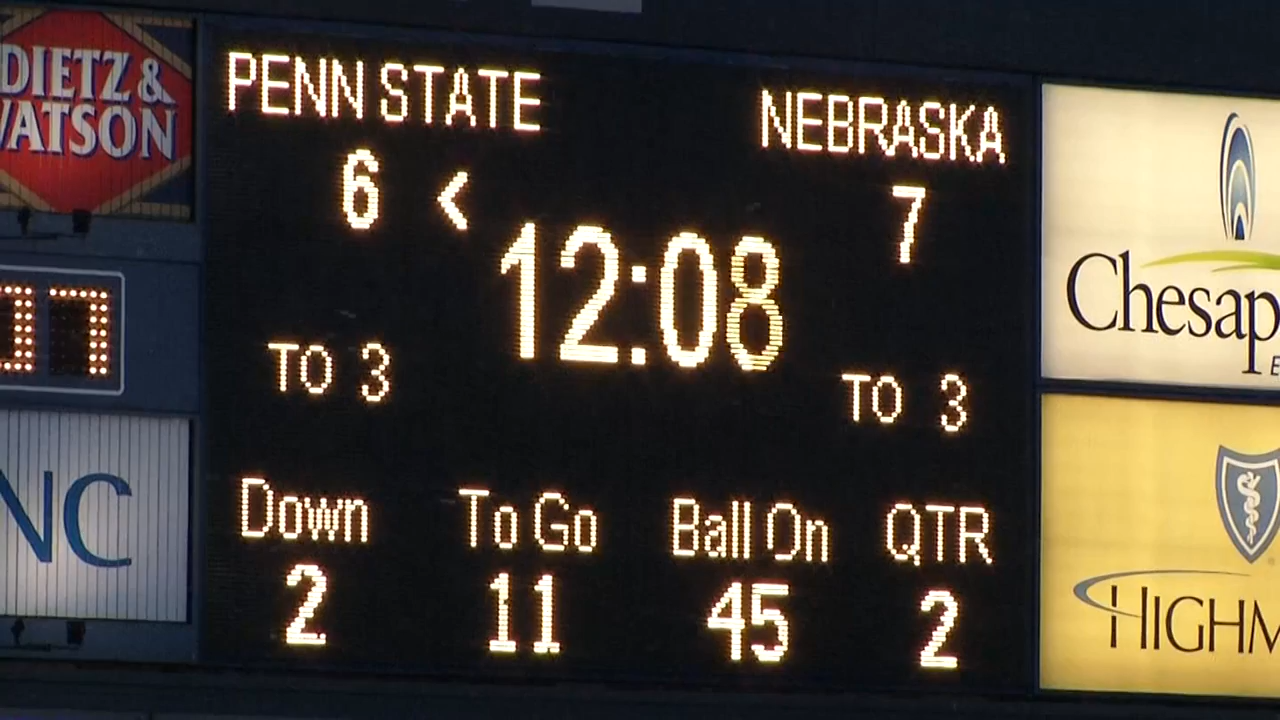 DIETZ &
WATSON
PENN STATE
NEBRASKA
6 <
7
12:08
07
TO 3
TO 3
Down To Go Ball On QTR
2 11 45 2
NC
Chesap
E
HIGHM